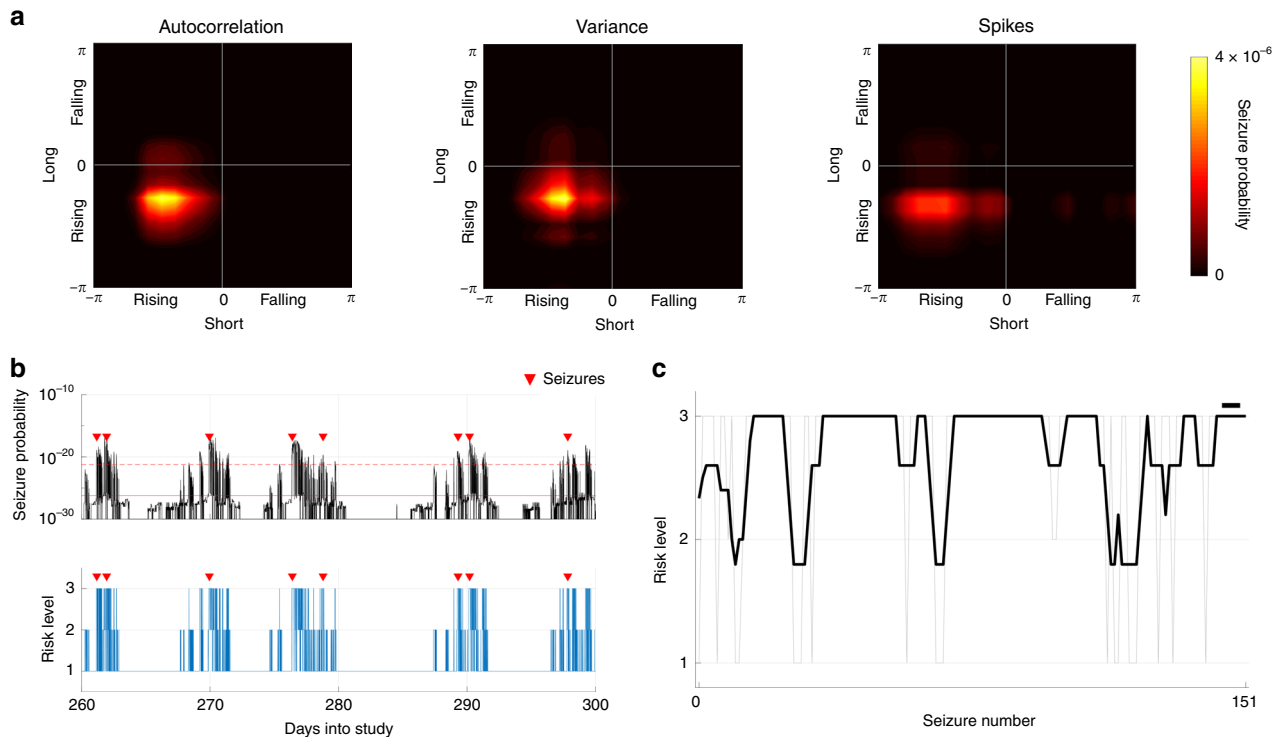 a
Autocorrelation
Variance
Spikes
π
Falling
0
Long
Rising
−π
−π
Rising
0
Falling
π
Short
π
Falling
0
Long
Rising
−π
−π
Rising
0
Falling
π
Short
π
Falling
0
Long
Rising
−π
−π
Rising
0
Falling
π
Short
4 × 10⁻⁶
Seizure probability
0
b
Seizures
Seizure probability
10⁻¹⁰
10⁻²⁰
10⁻³⁰
Risk level
3
2
1
260
270
280
290
300
Days into study
c
Risk level
3
2
1
0
151
Seizure number